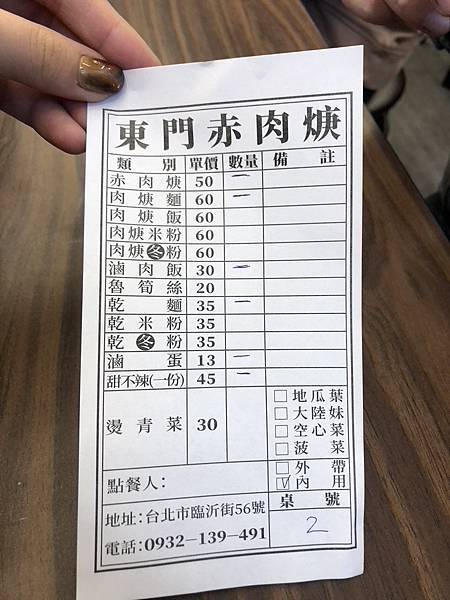 東門赤肉焿
類別 單價 數量 備註
赤肉焿 50 一
肉焿麵 60 一
肉焿飯 60
肉焿米粉 60
肉焿冬粉 60
滷肉飯 30 一
魯筍絲 20
乾麵 35 一
乾米粉 35
乾冬粉 35
滷蛋 13 一
甜不辣(一份) 45 一
燙青菜 30
□地瓜葉
□大陸妹
□空心菜
□菠菜
□外帶
☑內用
點餐人:
桌號
2
地址:台北市臨沂街56號
電話:0932-139-491